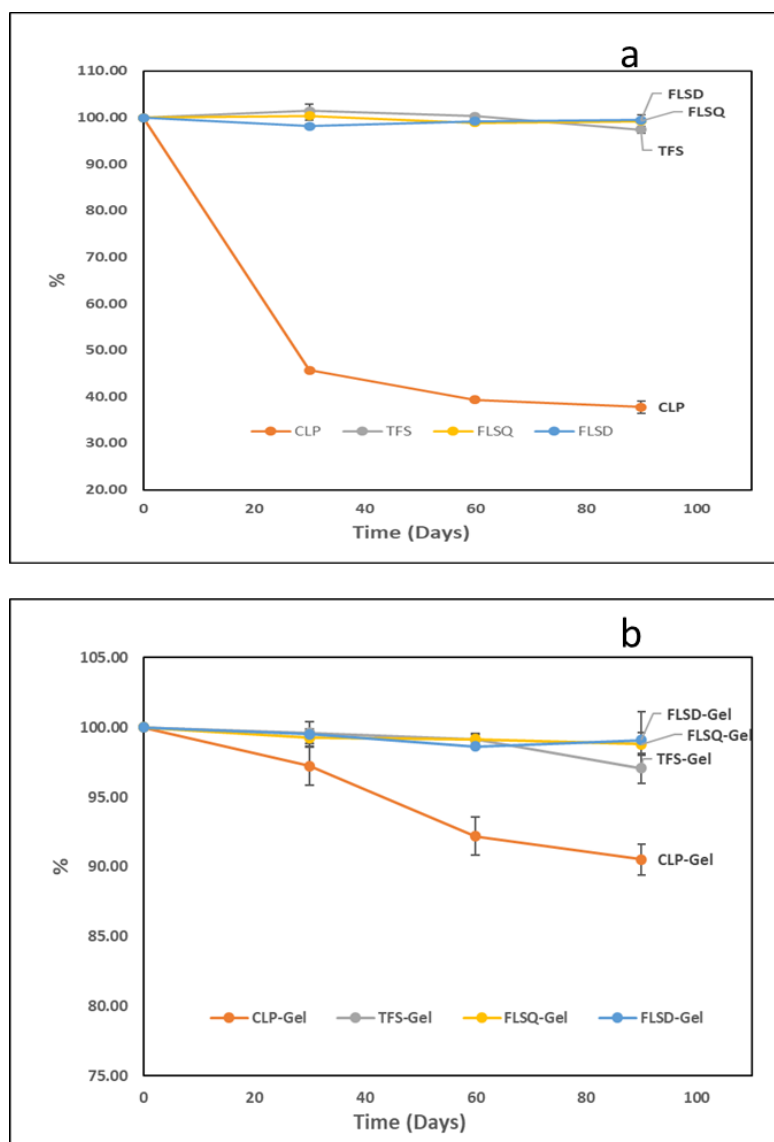 a
110.00
100.00
90.00
80.00
70.00
60.00
50.00
40.00
30.00
20.00
%
FLSD
FLSQ
TFS
CLP
CLP TFS FLSQ FLSD
0 20 40 60 80 100
Time (Days)
b
105.00
100.00
95.00
90.00
85.00
80.00
75.00
%
FLSD-Gel
FLSQ-Gel
TFS-Gel
CLP-Gel
CLP-Gel TFS-Gel FLSQ-Gel FLSD-Gel
0 20 40 60 80 100
Time (Days)